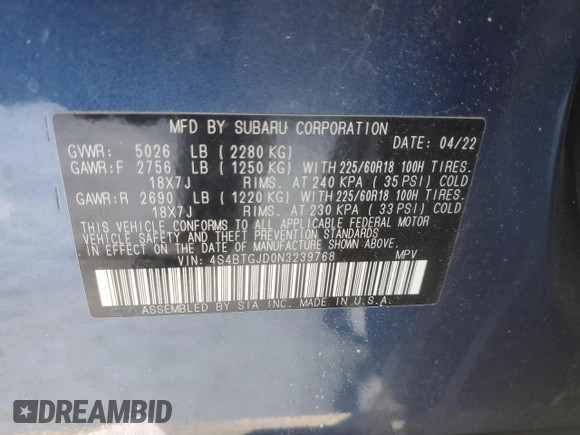 MFD BY SUBARU CORPORATION DATE: 04/22
GVWR: 5026 LB ( 2280 KG)
GAWR:F 2756 LB ( 1250 KG) WITH 225/60R18 100H TIRES.
18X7J RIMS. AT 240 KPA ( 35 PSI) COLD
GAWR:R 2690 LB ( 1220 KG) WITH 225/60R18 100H TIRES.
18X7J RIMS. AT 230 KPA ( 33 PSI) COLD
THIS VEHICLE CONFORMS TO ALL APPLICABLE FEDERAL MOTOR
VEHICLE SAFETY AND THEFT PREVENTION STANDARDS
IN EFFECT ON THE DATE OF MANUFACTURE SHOWN ABOVE.
VIN: 4S4BTGJD0N3239768 MPV
ASSEMBLED BY SIA INC. MADE IN U.S.A.
DREAMBID